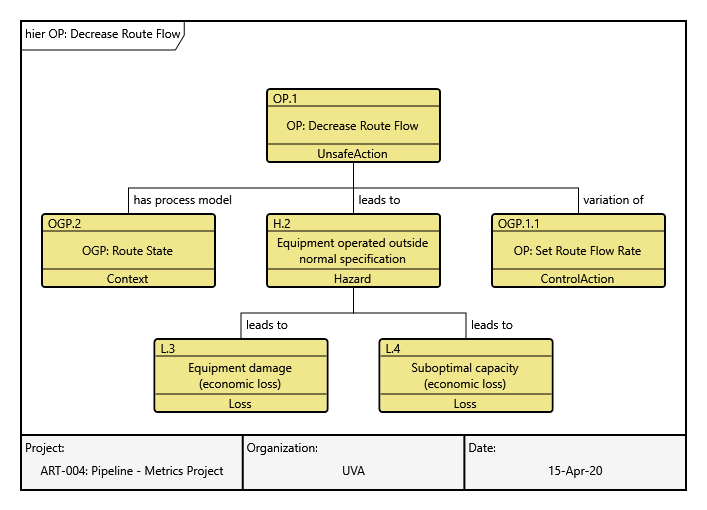 hier OP: Decrease Route Flow
OP.1
OP: Decrease Route Flow
UnsafeAction
has process model
leads to
variation of
OGP.2
OGP: Route State
Context
H.2
Equipment operated outside
normal specification
Hazard
OGP.1.1
OP: Set Route Flow Rate
ControlAction
leads to
leads to
L.3
Equipment damage
(economic loss)
Loss
L.4
Suboptimal capacity
(economic loss)
Loss
Project:
ART-004: Pipeline - Metrics Project
Organization:
UVA
Date:
15-Apr-20